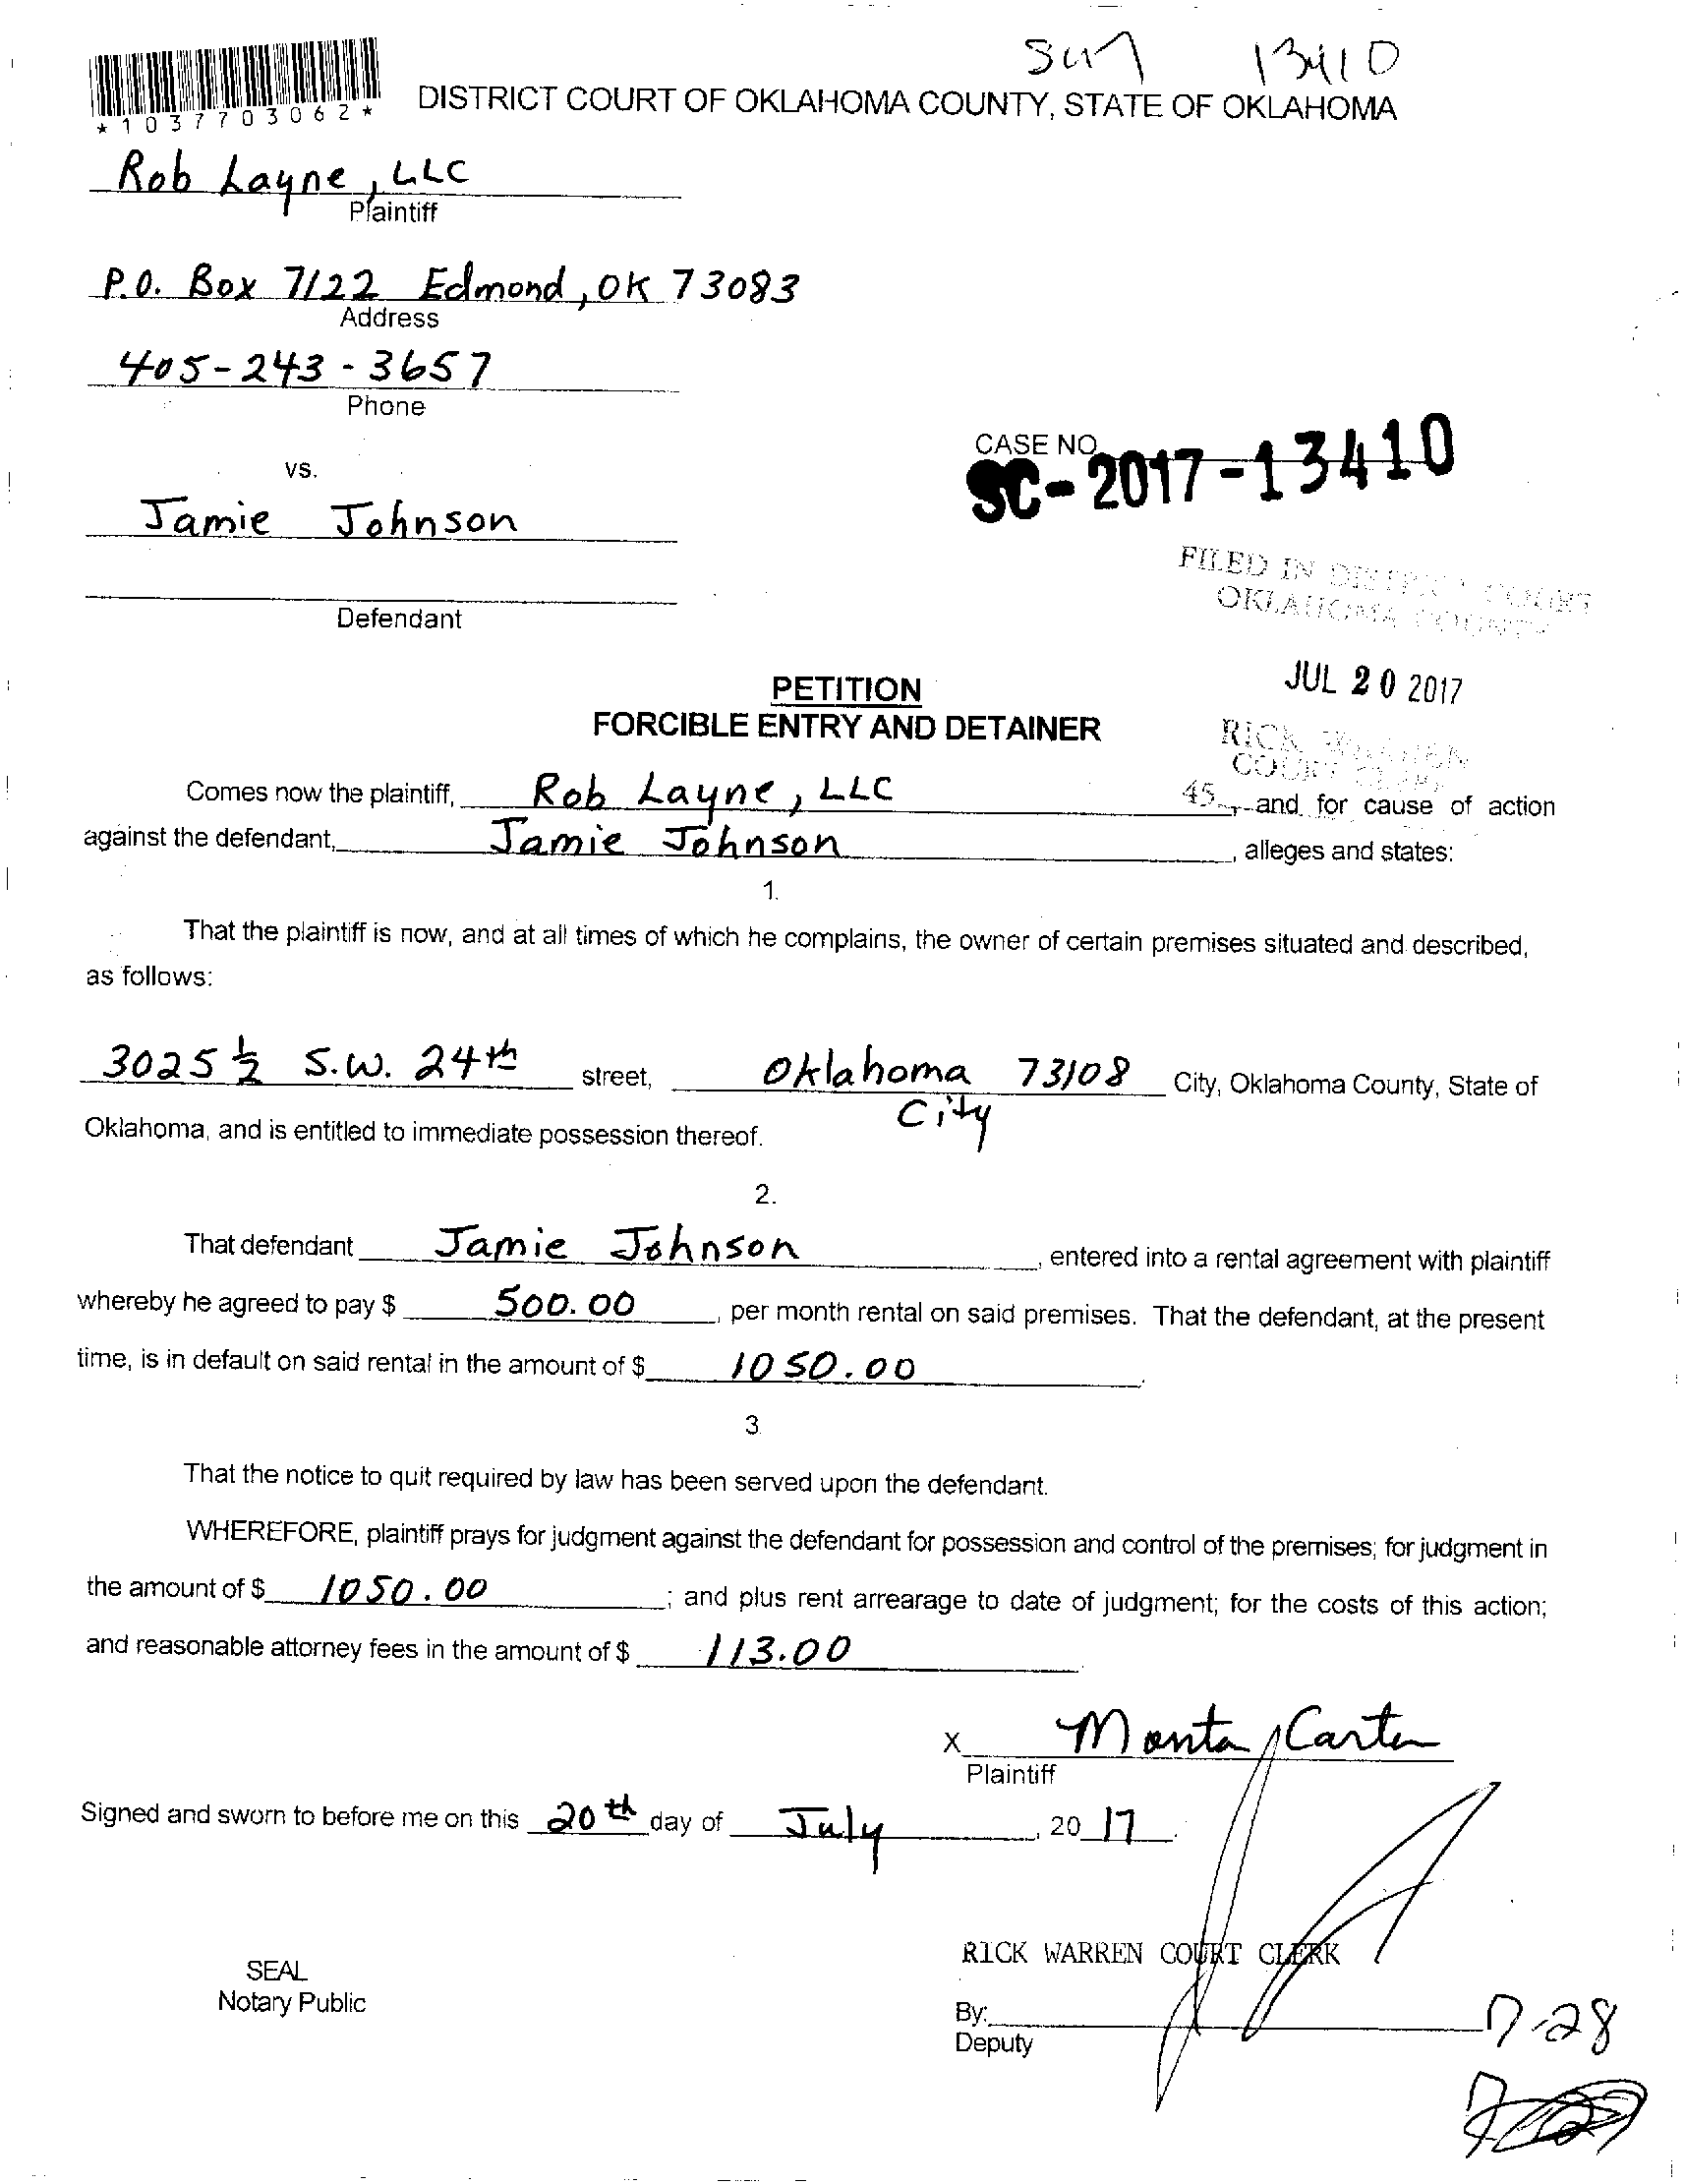 13410
*1037703062*
DISTRICT COURT OF OKLAHOMA COUNTY, STATE OF OKLAHOMA
Rob Layne, LLC
Plaintiff
P.O. Box 7122 Edmond, OK 73083
Address
405-243-3657
Phone
CASE NO.
SC-2017-13410
vs.
Jamie Johnson
FILED IN DISTRICT COURT
OKLAHOMA COUNTY
Defendant
JUL 20 2017
PETITION
FORCIBLE ENTRY AND DETAINER
RICK WARREN
COURT CLERK
Comes now the plaintiff, Rob Layne, LLC 45 , and for cause of action
against the defendant, Jamie Johnson , alleges and states:
1.
That the plaintiff is now, and at all times of which he complains, the owner of certain premises situated and described,
as follows:
3025 ½ S.W. 24th street, Oklahoma 73108 City, Oklahoma County, State of
City
Oklahoma, and is entitled to immediate possession thereof.
2.
That defendant Jamie Johnson , entered into a rental agreement with plaintiff
whereby he agreed to pay $ 500.00 , per month rental on said premises. That the defendant, at the present
time, is in default on said rental in the amount of $ 1050.00 .
3.
That the notice to quit required by law has been served upon the defendant.
WHEREFORE, plaintiff prays for judgment against the defendant for possession and control of the premises; for judgment in
the amount of $ 1050.00 ; and plus rent arrearage to date of judgment; for the costs of this action;
and reasonable attorney fees in the amount of $ 113.00 .
x Monta Carter
Plaintiff
Signed and sworn to before me on this 20th day of July , 20 17 .
RICK WARREN COURT CLERK
SEAL
Notary Public
By:
7-28
Deputy